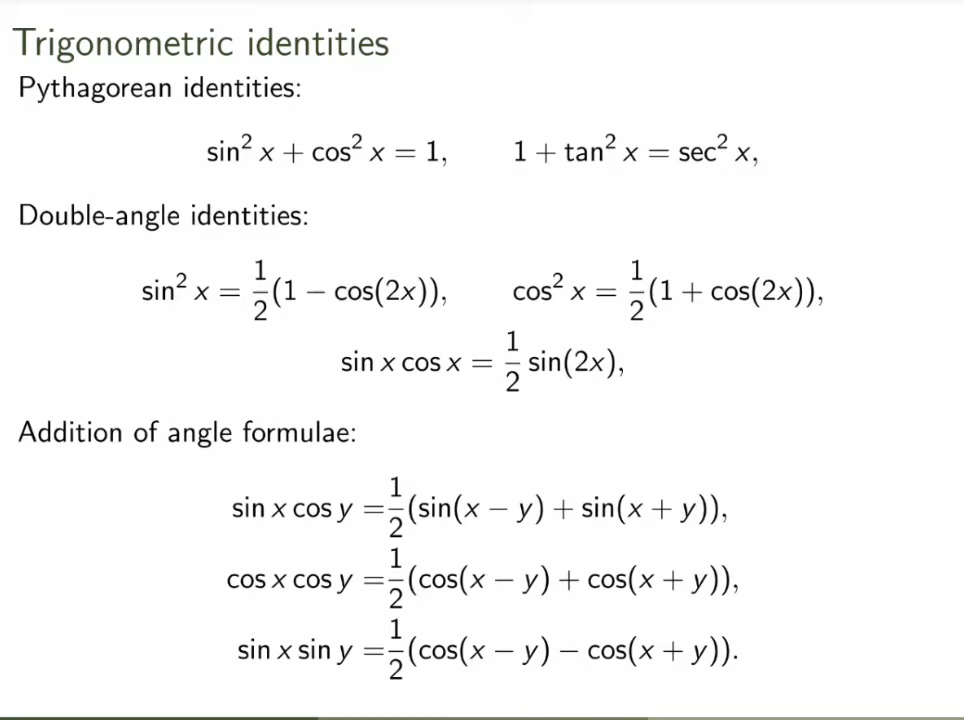 Trigonometric identities
Pythagorean identities:
sin² x + cos² x = 1, 1 + tan² x = sec² x,
Double-angle identities:
sin² x = 1/2 (1 − cos(2x)), cos² x = 1/2 (1 + cos(2x)),
sin x cos x = 1/2 sin(2x),
Addition of angle formulae:
sin x cos y = 1/2 (sin(x − y) + sin(x + y)),
cos x cos y = 1/2 (cos(x − y) + cos(x + y)),
sin x sin y = 1/2 (cos(x − y) − cos(x + y)).